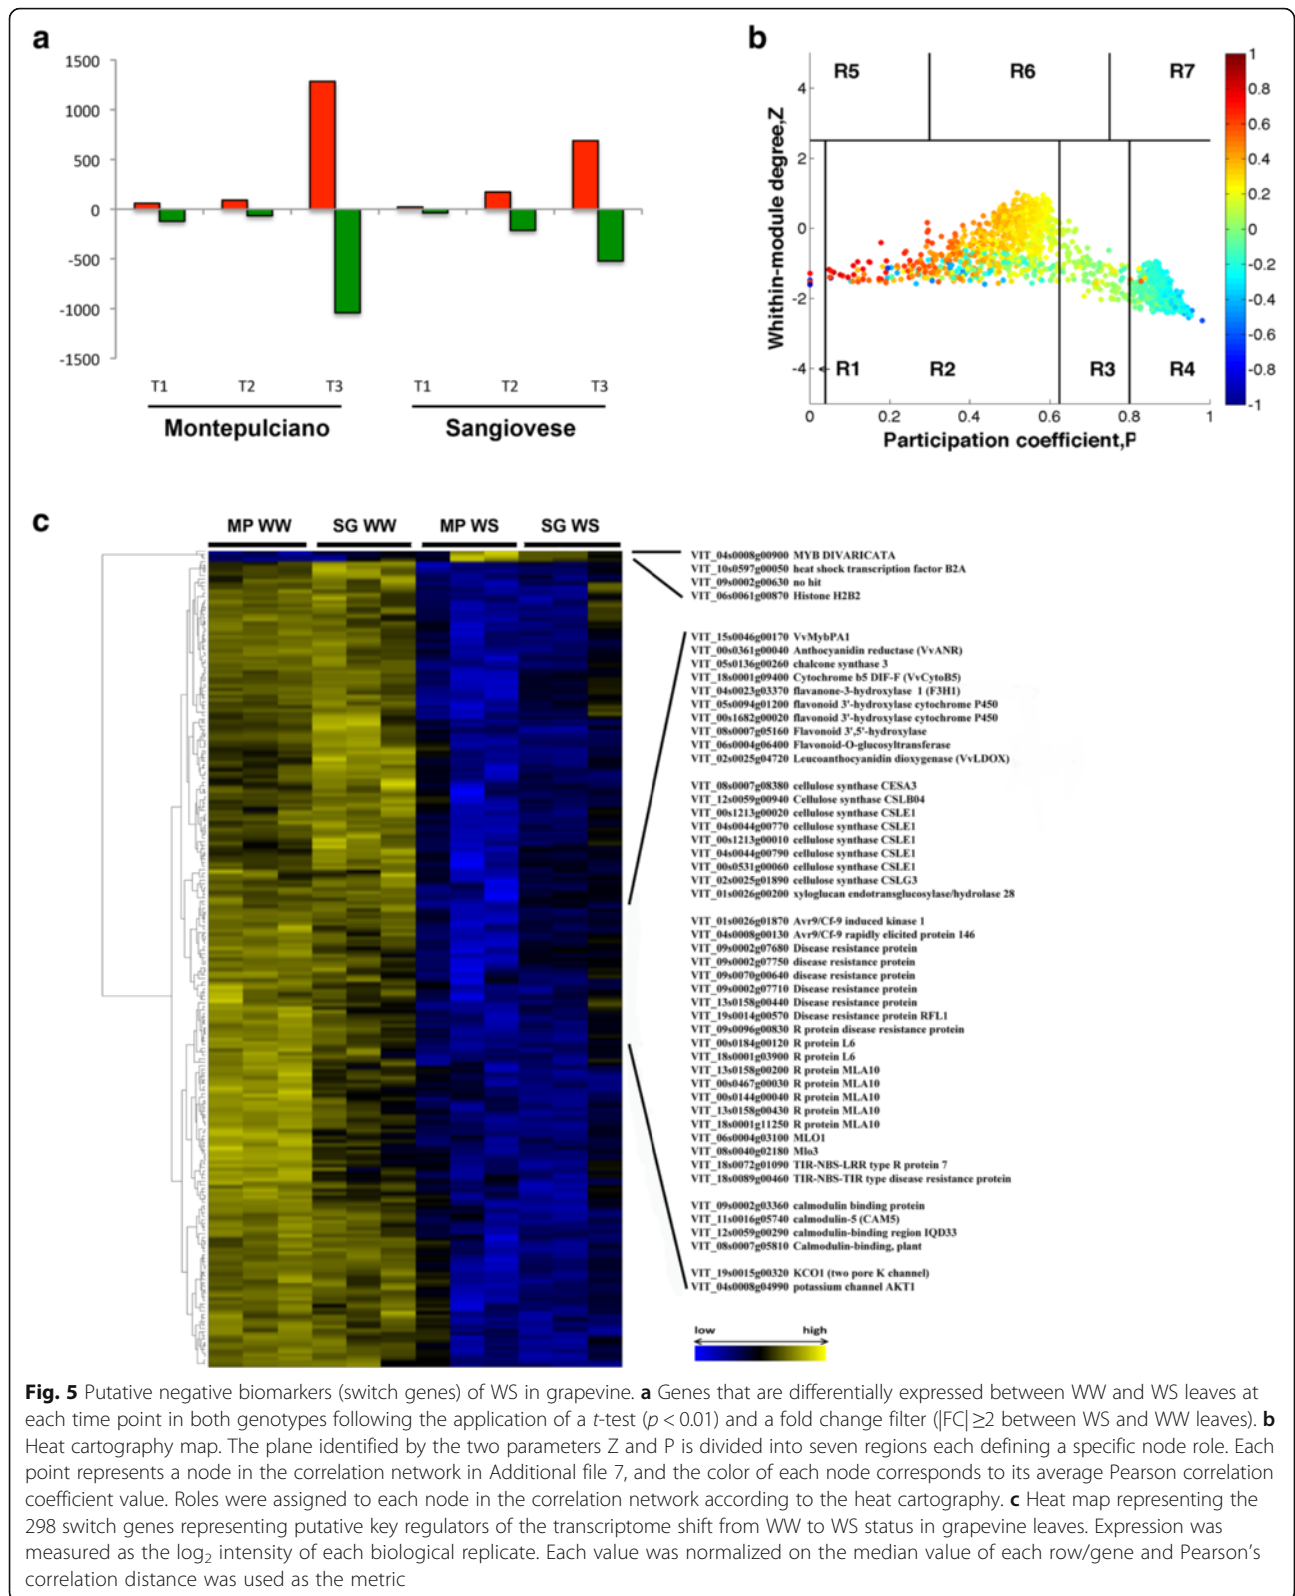 a
1500
1000
500
0
-500
-1000
-1500
T1 T2 T3 T1 T2 T3
Montepulciano Sangiovese
b
R5 R6 R7
4
2
0
-2
-4
Whithin-module degree,Z
R1 R2 R3 R4
0 0.2 0.4 0.6 0.8 1
Participation coefficient,P
1
0.8
0.6
0.4
0.2
0
-0.2
-0.4
-0.6
-0.8
-1
c
MP WW SG WW MP WS SG WS
VIT_04s0008g00900 MYB DIVARICATA
VIT_10s0597g00050 heat shock transcription factor B2A
VIT_09s0002g00630 no hit
VIT_06s0061g00870 Histone H2B2
VIT_15s0046g00170 VvMybPA1
VIT_00s0361g00040 Anthocyanidin reductase (VvANR)
VIT_05s0136g00260 chalcone synthase 3
VIT_18s0001g09400 Cytochrome b5 DIF-F (VvCytoB5)
VIT_04s0023g03370 flavanone-3-hydroxylase 1 (F3H1)
VIT_05s0094g01200 flavonoid 3'-hydroxylase cytochrome P450
VIT_00s1682g00020 flavonoid 3'-hydroxylase cytochrome P450
VIT_08s0007g05160 Flavonoid 3',5'-hydroxylase
VIT_06s0004g06400 Flavonoid-O-glucosyltransferase
VIT_02s0025g04720 Leucoanthocyanidin dioxygenase (VvLDOX)
VIT_08s0007g08380 cellulose synthase CESA3
VIT_12s0059g00940 Cellulose synthase CSLB04
VIT_00s1213g00020 cellulose synthase CSLE1
VIT_04s0044g00770 cellulose synthase CSLE1
VIT_00s1213g00010 cellulose synthase CSLE1
VIT_04s0044g00790 cellulose synthase CSLE1
VIT_00s0531g00060 cellulose synthase CSLE1
VIT_02s0025g01890 cellulose synthase CSLG3
VIT_01s0026g00200 xyloglucan endotransglucosylase/hydrolase 28
VIT_01s0026g01870 Avr9/Cf-9 induced kinase 1
VIT_04s0008g00130 Avr9/Cf-9 rapidly elicited protein 146
VIT_09s0002g07680 Disease resistance protein
VIT_09s0002g07750 disease resistance protein
VIT_09s0070g00640 disease resistance protein
VIT_09s0002g07710 Disease resistance protein
VIT_13s0158g00440 Disease resistance protein
VIT_19s0014g00570 Disease resistance protein RFL1
VIT_09s0096g00830 R protein disease resistance protein
VIT_00s0184g00120 R protein L6
VIT_18s0001g03900 R protein L6
VIT_13s0158g00200 R protein MLA10
VIT_00s0467g00030 R protein MLA10
VIT_00s0144g00040 R protein MLA10
VIT_13s0158g00430 R protein MLA10
VIT_18s0001g11250 R protein MLA10
VIT_06s0004g03100 MLO1
VIT_08s0040g02180 Mlo3
VIT_18s0072g01090 TIR-NBS-LRR type R protein 7
VIT_18s0089g00460 TIR-NBS-TIR type disease resistance protein
VIT_09s0002g03360 calmodulin binding protein
VIT_11s0016g05740 calmodulin-5 (CAM5)
VIT_12s0059g00290 calmodulin-binding region IQD33
VIT_08s0007g05810 Calmodulin-binding, plant
VIT_19s0015g00320 KCO1 (two pore K channel)
VIT_04s0008g04990 potassium channel AKT1
low high
Fig. 5 Putative negative biomarkers (switch genes) of WS in grapevine. a Genes that are differentially expressed between WW and WS leaves at
each time point in both genotypes following the application of a t-test (p < 0.01) and a fold change filter (|FC| ≥2 between WS and WW leaves). b
Heat cartography map. The plane identified by the two parameters Z and P is divided into seven regions each defining a specific node role. Each
point represents a node in the correlation network in Additional file 7, and the color of each node corresponds to its average Pearson correlation
coefficient value. Roles were assigned to each node in the correlation network according to the heat cartography. c Heat map representing the
298 switch genes representing putative key regulators of the transcriptome shift from WW to WS status in grapevine leaves. Expression was
measured as the log2 intensity of each biological replicate. Each value was normalized on the median value of each row/gene and Pearson's
correlation distance was used as the metric